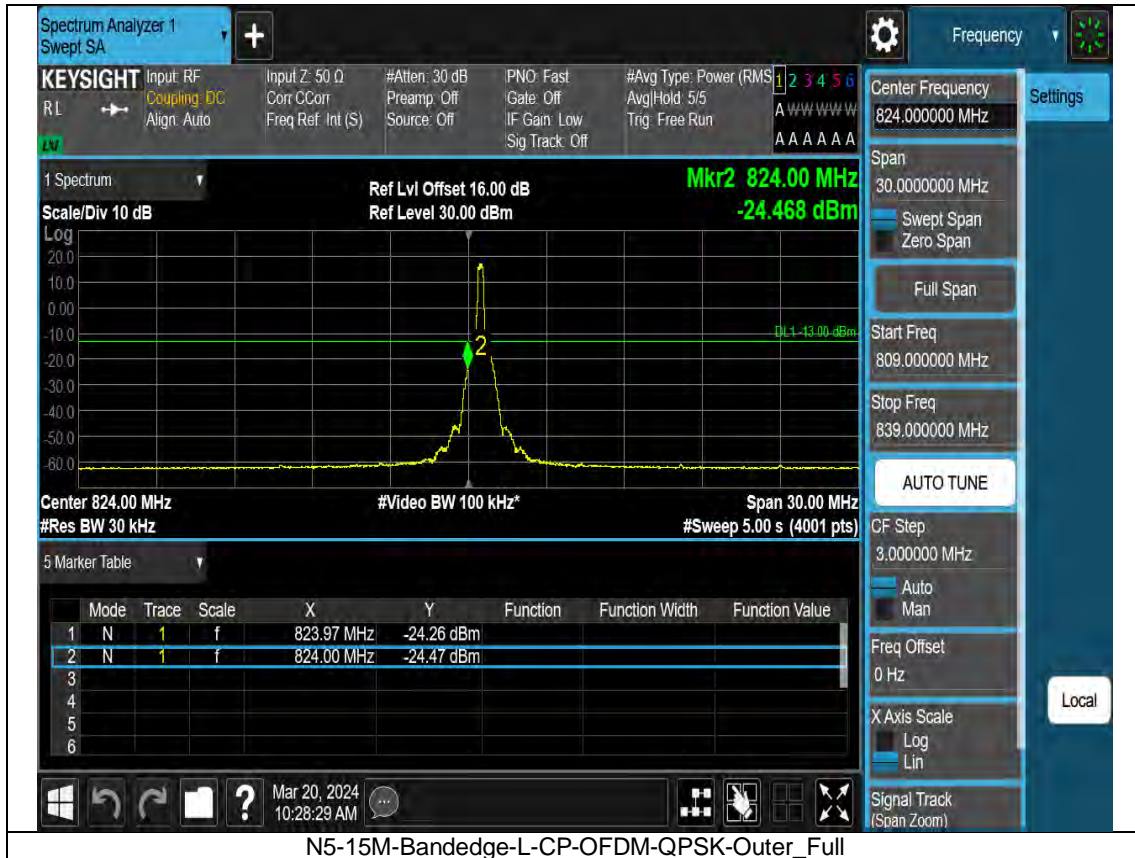 Spectrum Analyzer 1
Swept SA
Frequency
KEYSIGHT
RL
LXI
Input: RF
Coupling: DC
Align: Auto
Input Z: 50 Ω
Corr CCorr
Freq Ref: Int (S)
#Atten: 30 dB
Preamp: Off
Source: Off
PNO: Fast
Gate: Off
IF Gain: Low
Sig Track: Off
#Avg Type: Power (RMS
Avg|Hold: 5/5
Trig: Free Run
1 2 3 4 5 6
A W W W W W
A A A A A A
1 Spectrum
Scale/Div 10 dB
Ref Lvl Offset 16.00 dB
Ref Level 30.00 dBm
Mkr2 824.00 MHz
-24.468 dBm
Log
20.0
10.0
0.00
-10.0
-20.0
-30.0
-40.0
-50.0
-60.0
DL1 -13.00 dBm
2
Center 824.00 MHz
#Res BW 30 kHz
#Video BW 100 kHz*
Span 30.00 MHz
#Sweep 5.00 s (4001 pts)
5 Marker Table
Mode Trace Scale X Y Function Function Width Function Value
1 N 1 f 823.97 MHz -24.26 dBm
2 N 1 f 824.00 MHz -24.47 dBm
3
4
5
6
Mar 20, 2024
10:28:29 AM
?
Center Frequency
824.000000 MHz
Settings
Span
30.0000000 MHz
Swept Span
Zero Span
Full Span
Start Freq
809.000000 MHz
Stop Freq
839.000000 MHz
AUTO TUNE
CF Step
3.000000 MHz
Auto
Man
Freq Offset
0 Hz
Local
X Axis Scale
Log
Lin
Signal Track
(Span Zoom)
N5-15M-Bandedge-L-CP-OFDM-QPSK-Outer_Full